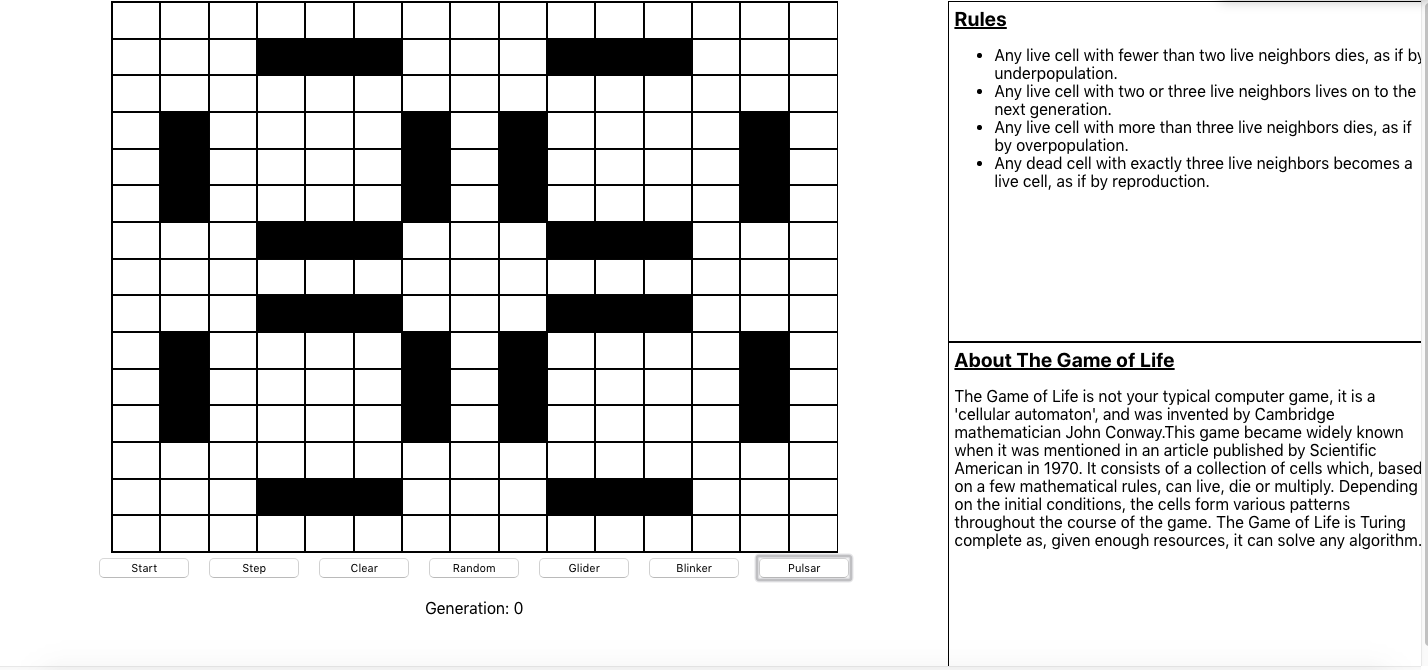 Rules
• Any live cell with fewer than two live neighbors dies, as if by
underpopulation.
• Any live cell with two or three live neighbors lives on to the
next generation.
• Any live cell with more than three live neighbors dies, as if
by overpopulation.
• Any dead cell with exactly three live neighbors becomes a
live cell, as if by reproduction.
About The Game of Life
The Game of Life is not your typical computer game, it is a
'cellular automaton', and was invented by Cambridge
mathematician John Conway.This game became widely known
when it was mentioned in an article published by Scientific
American in 1970. It consists of a collection of cells which, based
on a few mathematical rules, can live, die or multiply. Depending
on the initial conditions, the cells form various patterns
throughout the course of the game. The Game of Life is Turing
complete as, given enough resources, it can solve any algorithm.
Start Step Clear Random Glider Blinker Pulsar
Generation: 0